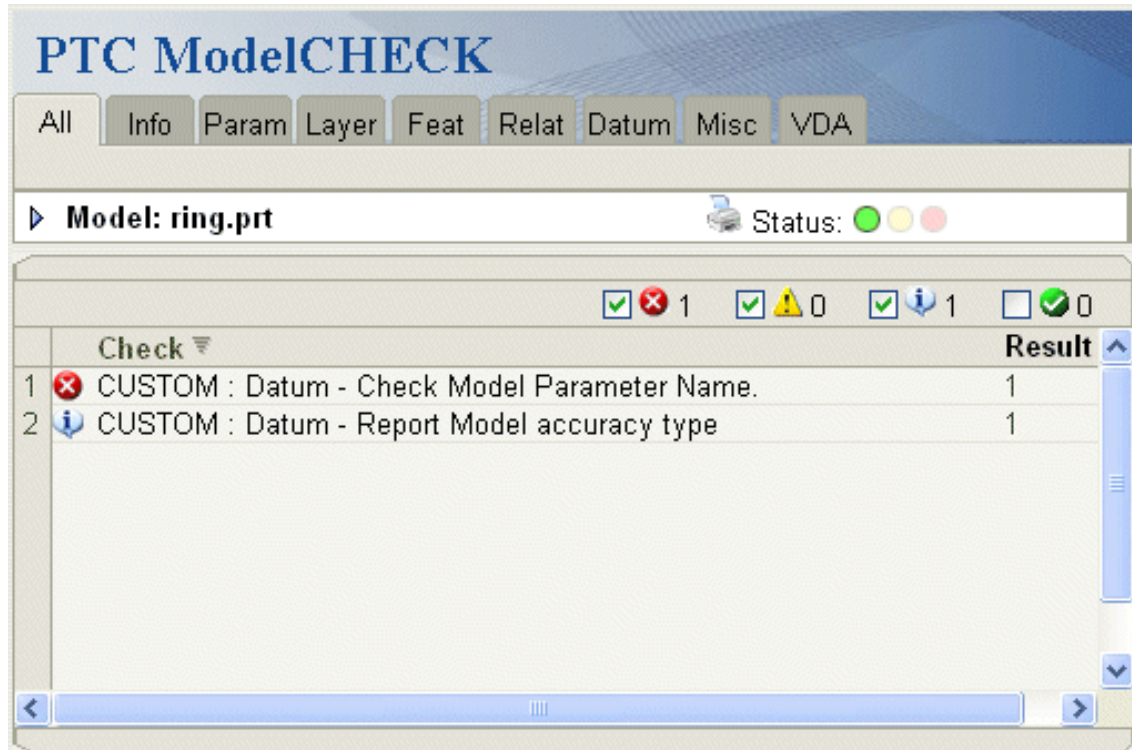 PTC ModelCHECK
All Info Param Layer Feat Relat Datum Misc VDA
Model: ring.prt Status:
1 0 1 0
Check Result
1 CUSTOM : Datum - Check Model Parameter Name. 1
2 CUSTOM : Datum - Report Model accuracy type 1